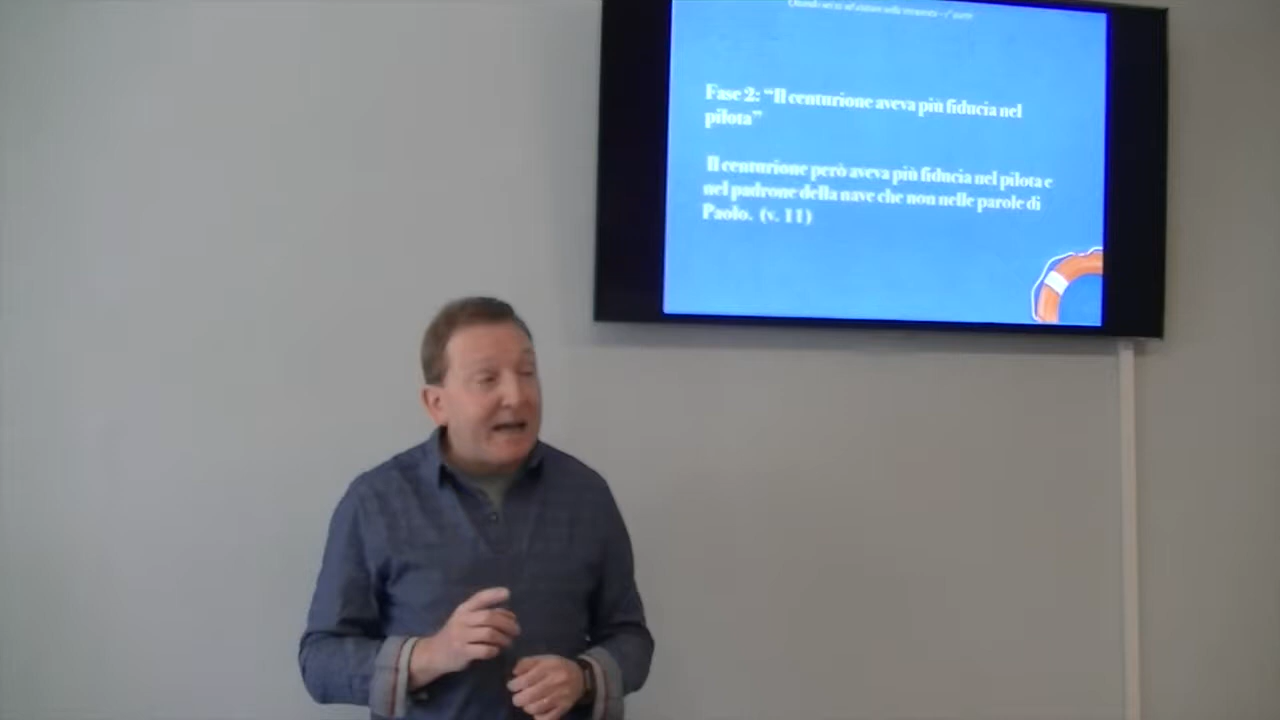 Fase 2: “Il centurione aveva più fiducia nel
pilota”
Il centurione però aveva più fiducia nel pilota e
nel padrone della nave che non nelle parole di
Paolo. (v. 11)